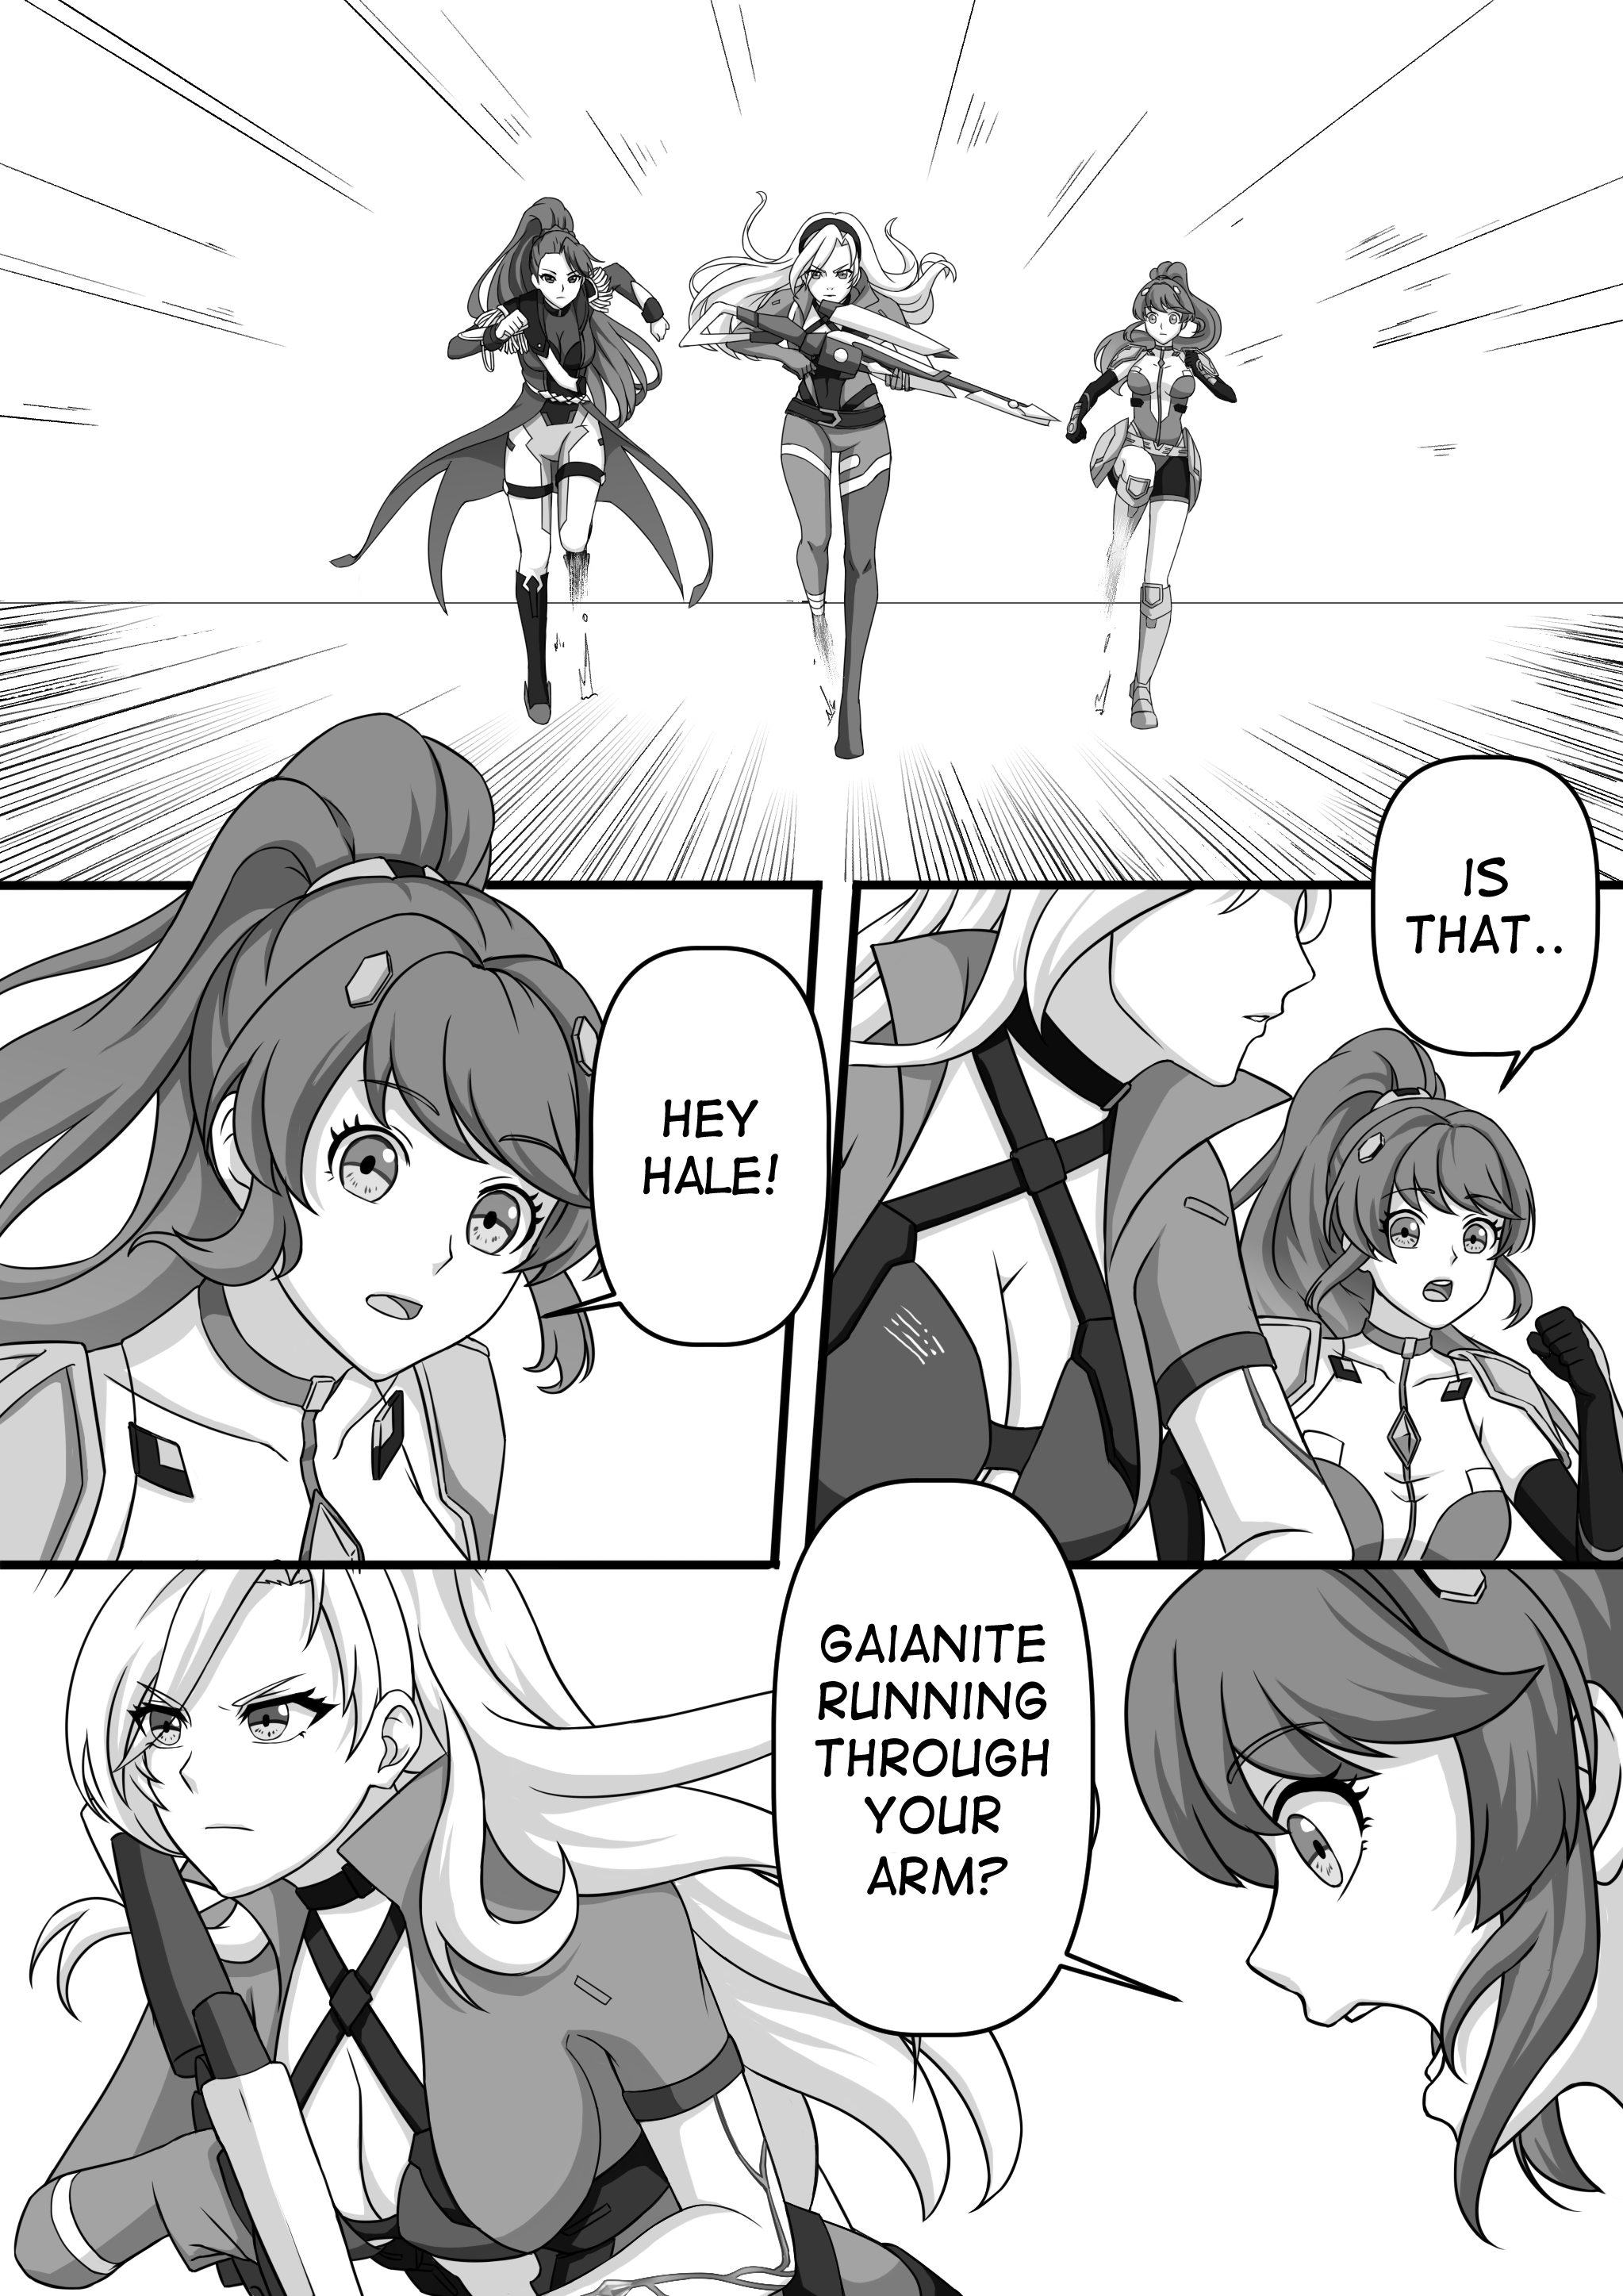 HEY
HALE!
IS
THAT..
GAIANITE
RUNNING
THROUGH
YOUR
ARM?